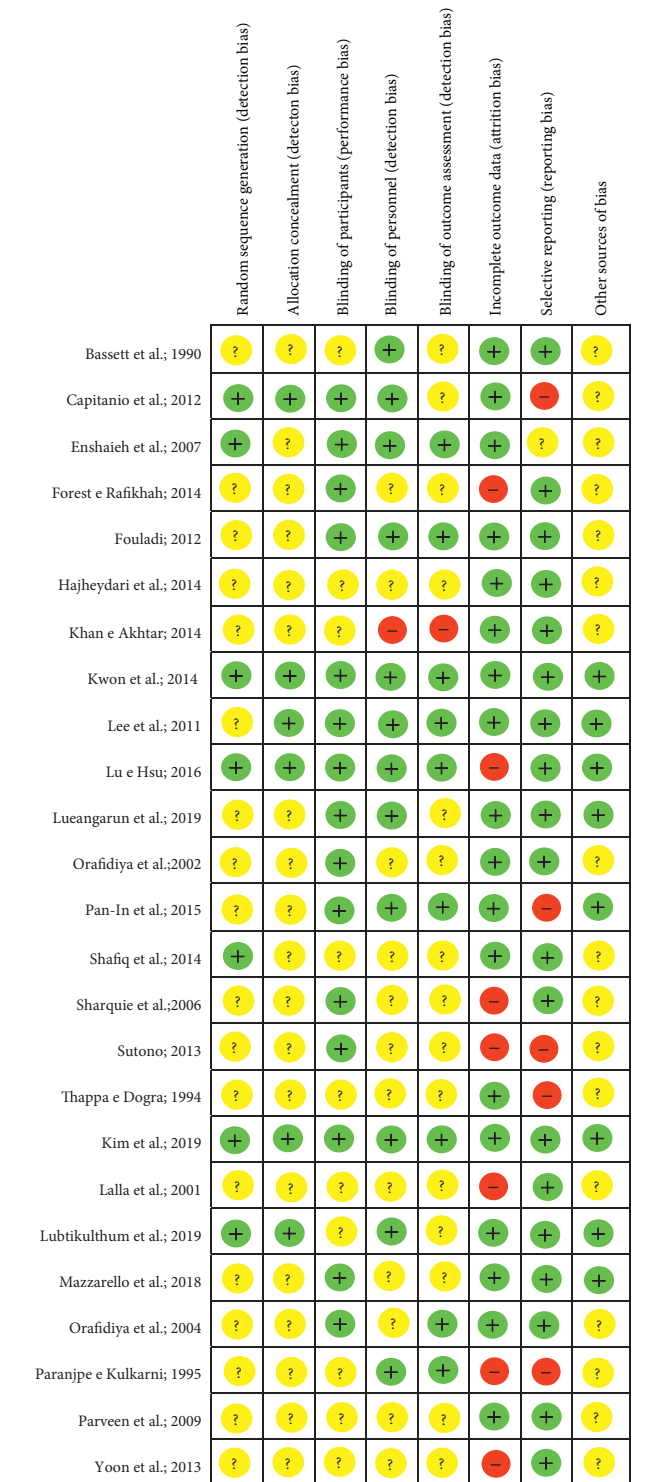 Random sequence generation (detection bias)
Allocation concealment (detecton bias)
Blinding of participants (performance bias)
Blinding of personnel (detection bias)
Blinding of outcome assessment (detection bias)
Incomplete outcome data (attrition bias)
Selective reporting (reporting bias)
Other sources of bias
Bassett et al.; 1990 ? ? ? + ? + + ?
Capitanio et al.; 2012 + + + + ? + − ?
Enshaieh et al.; 2007 + ? + + + + ? ?
Forest e Rafikhah; 2014 ? ? + ? ? − + ?
Fouladi; 2012 ? ? + + + + + ?
Hajheydari et al.; 2014 ? ? ? ? ? + + ?
Khan e Akhtar; 2014 ? ? ? − − + + ?
Kwon et al.; 2014 + + + + + + + +
Lee et al.; 2011 ? + + + + + + +
Lu e Hsu; 2016 + + + + + − + +
Lueangarun et al.; 2019 ? ? + + ? + + +
Orafidiya et al.;2002 ? ? + ? ? + + ?
Pan-In et al.; 2015 ? ? + + + + − +
Shafiq et al.; 2014 + ? ? ? ? + + ?
Sharquie et al.;2006 ? ? + ? ? − + ?
Sutono; 2013 ? ? + ? ? − − ?
Thappa e Dogra; 1994 ? ? ? ? ? + − ?
Kim et al.; 2019 + + + + + + + +
Lalla et al.; 2001 ? ? ? ? ? − + ?
Lubtikulthum et al.; 2019 + + ? + ? + + +
Mazzarello et al.; 2018 ? ? + ? ? + + +
Orafidiya et al.; 2004 ? ? + ? + + + ?
Paranjpe e Kulkarni; 1995 ? ? ? + + − − ?
Parveen et al.; 2009 ? ? ? ? ? + + ?
Yoon et al.; 2013 ? ? ? ? ? − + ?